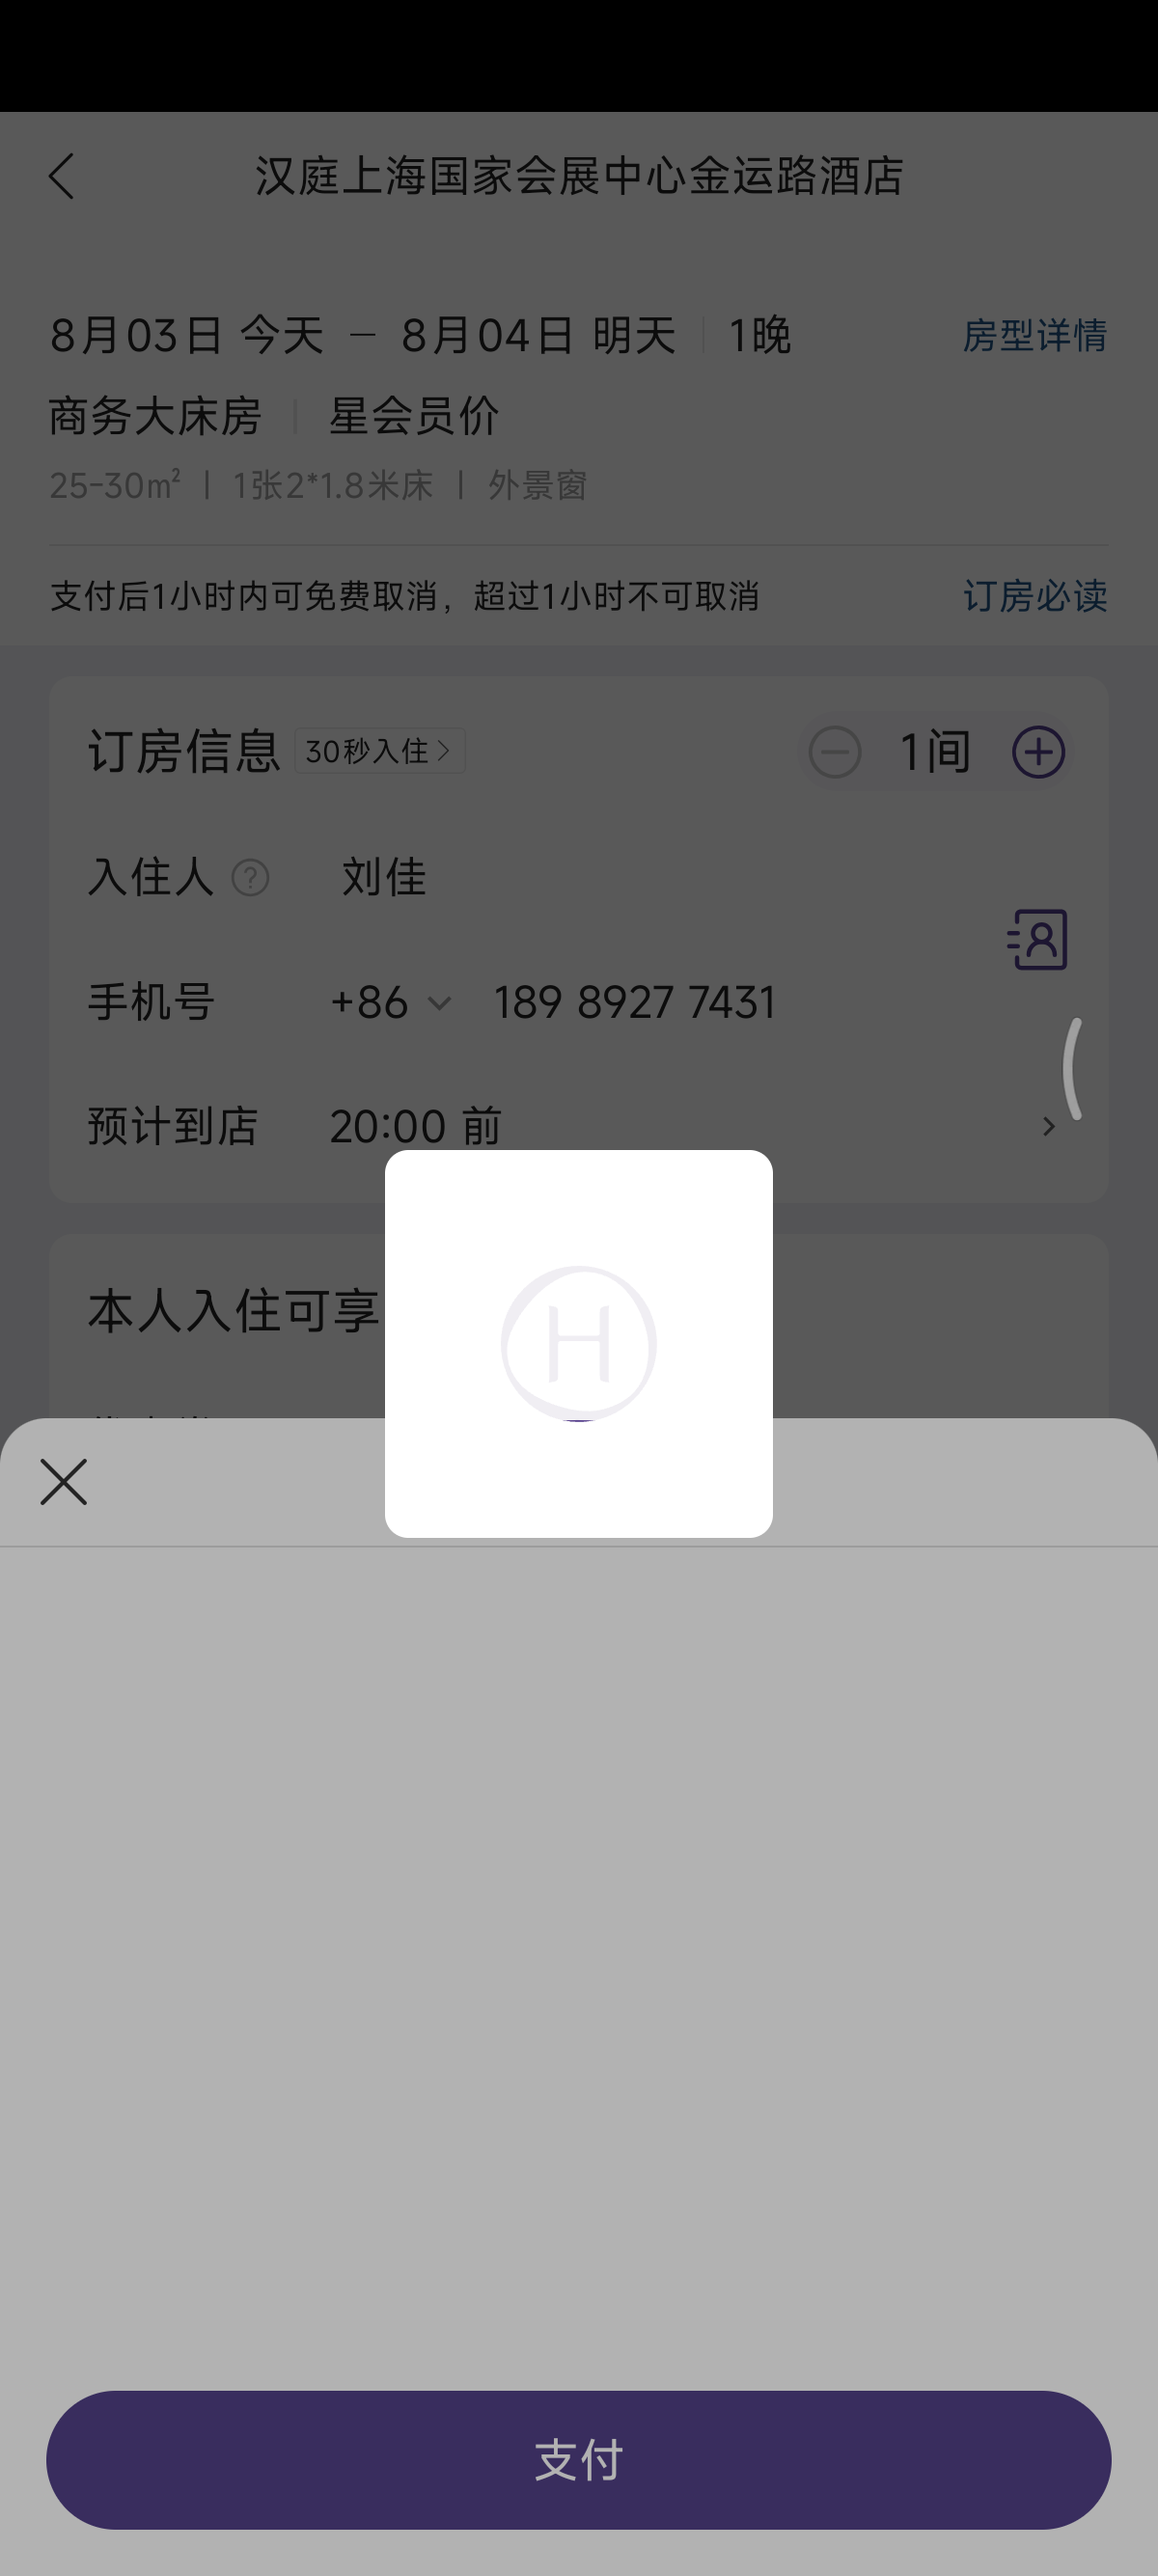 汉庭上海国家会展中心金运路酒店
8月03日 今天 — 8月04日 明天 | 1晚 房型详情
商务大床房 | 星会员价
25-30㎡ | 1张2*1.8米床 | 外景窗
支付后1小时内可免费取消，超过1小时不可取消 订房必读
订房信息 30秒入住 1间
入住人 ? 刘佳
手机号 +86 189 8927 7431
预计到店 20:00 前
本人入住可享
H
支付